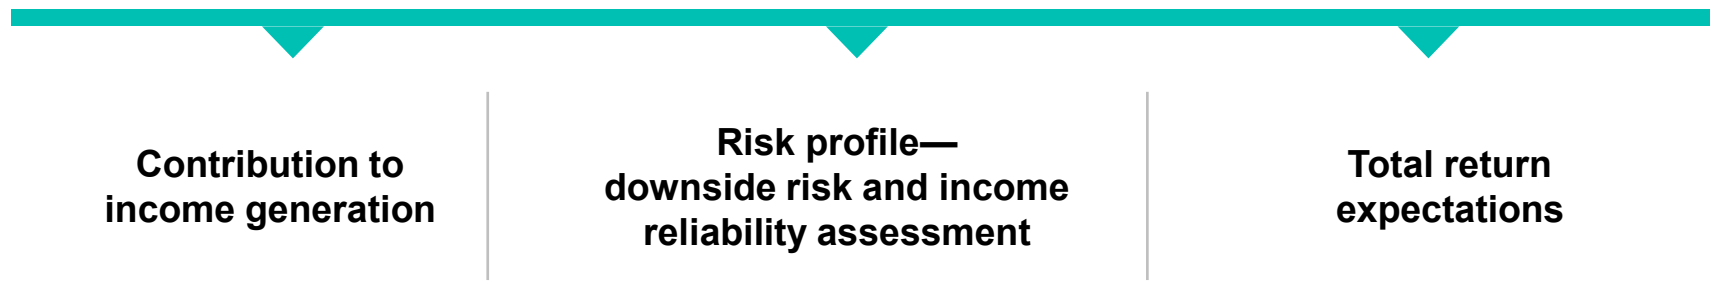 Contribution to
income generation
Risk profile—
downside risk and income
reliability assessment
Total return
expectations